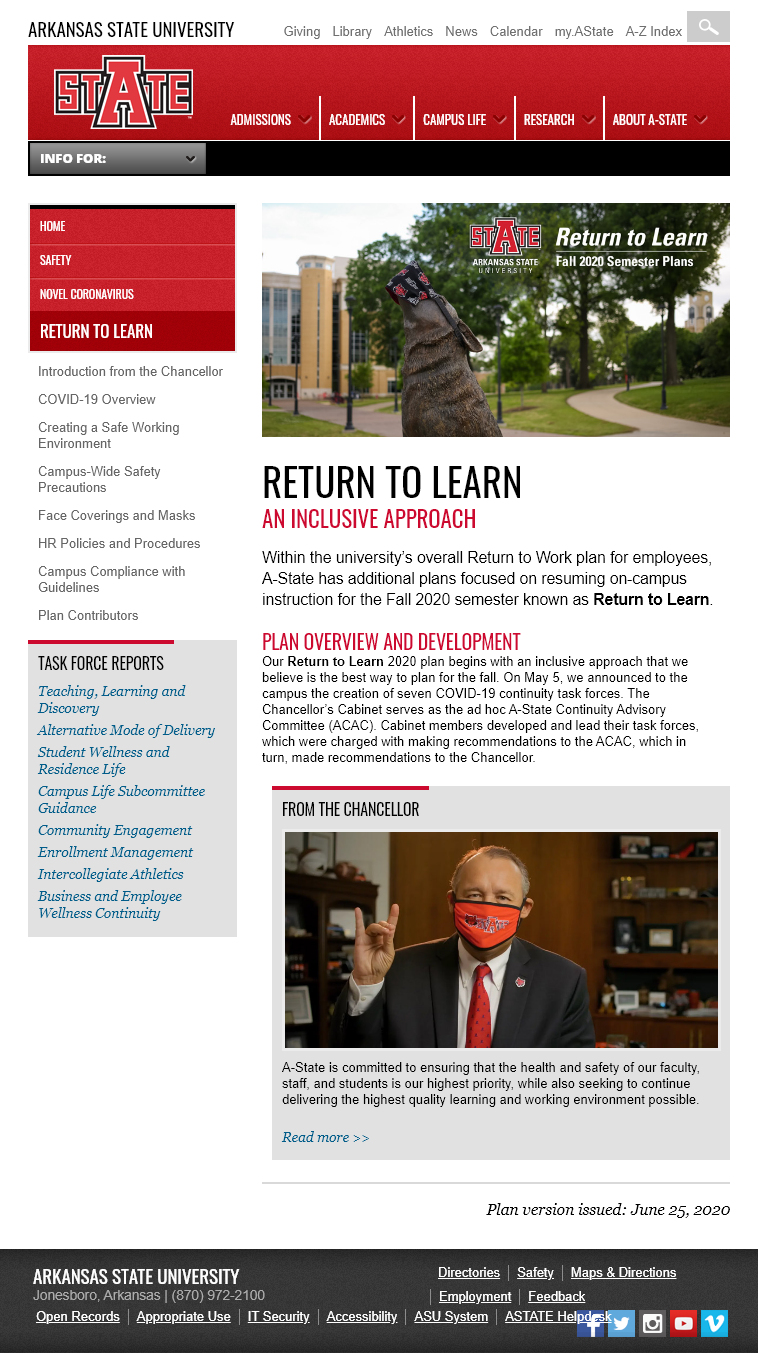 ARKANSAS STATE UNIVERSITY
Giving Library Athletics News Calendar my.AState A-Z Index
STATE
ADMISSIONS ACADEMICS CAMPUS LIFE RESEARCH ABOUT A-STATE
INFO FOR:
HOME
SAFETY
NOVEL CORONAVIRUS
RETURN TO LEARN
Introduction from the Chancellor
COVID-19 Overview
Creating a Safe Working
Environment
Campus-Wide Safety
Precautions
Face Coverings and Masks
HR Policies and Procedures
Campus Compliance with
Guidelines
Plan Contributors
TASK FORCE REPORTS
Teaching, Learning and
Discovery
Alternative Mode of Delivery
Student Wellness and
Residence Life
Campus Life Subcommittee
Guidance
Community Engagement
Enrollment Management
Intercollegiate Athletics
Business and Employee
Wellness Continuity
STATE
ARKANSAS STATE
UNIVERSITY
Return to Learn
Fall 2020 Semester Plans
RETURN TO LEARN
AN INCLUSIVE APPROACH
Within the university's overall Return to Work plan for employees,
A-State has additional plans focused on resuming on-campus
instruction for the Fall 2020 semester known as Return to Learn.
PLAN OVERVIEW AND DEVELOPMENT
Our Return to Learn 2020 plan begins with an inclusive approach that we
believe is the best way to plan for the fall. On May 5, we announced to the
campus the creation of seven COVID-19 continuity task forces. The
Chancellor's Cabinet serves as the ad hoc A-State Continuity Advisory
Committee (ACAC). Cabinet members developed and lead their task forces,
which were charged with making recommendations to the ACAC, which in
turn, made recommendations to the Chancellor.
FROM THE CHANCELLOR
STATE
A-State is committed to ensuring that the health and safety of our faculty,
staff, and students is our highest priority, while also seeking to continue
delivering the highest quality learning and working environment possible.
Read more >>
Plan version issued: June 25, 2020
ARKANSAS STATE UNIVERSITY
Jonesboro, Arkansas | (870) 972-2100
Directories Safety Maps & Directions
Employment Feedback
Open Records Appropriate Use IT Security Accessibility ASU System ASTATE Helpdesk